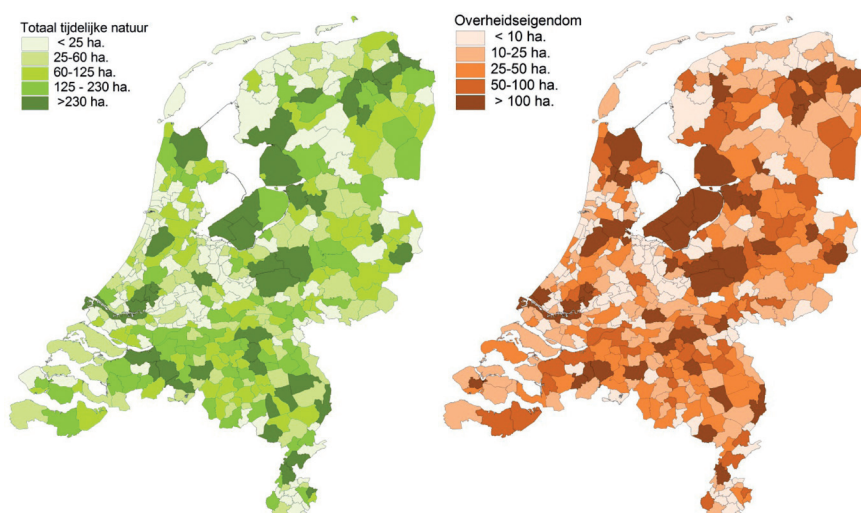 Totaal tijdelijke natuur
< 25 ha.
25-60 ha.
60-125 ha.
125 - 230 ha.
>230 ha.
Overheidseigendom
< 10 ha.
10-25 ha.
25-50 ha.
50-100 ha.
> 100 ha.